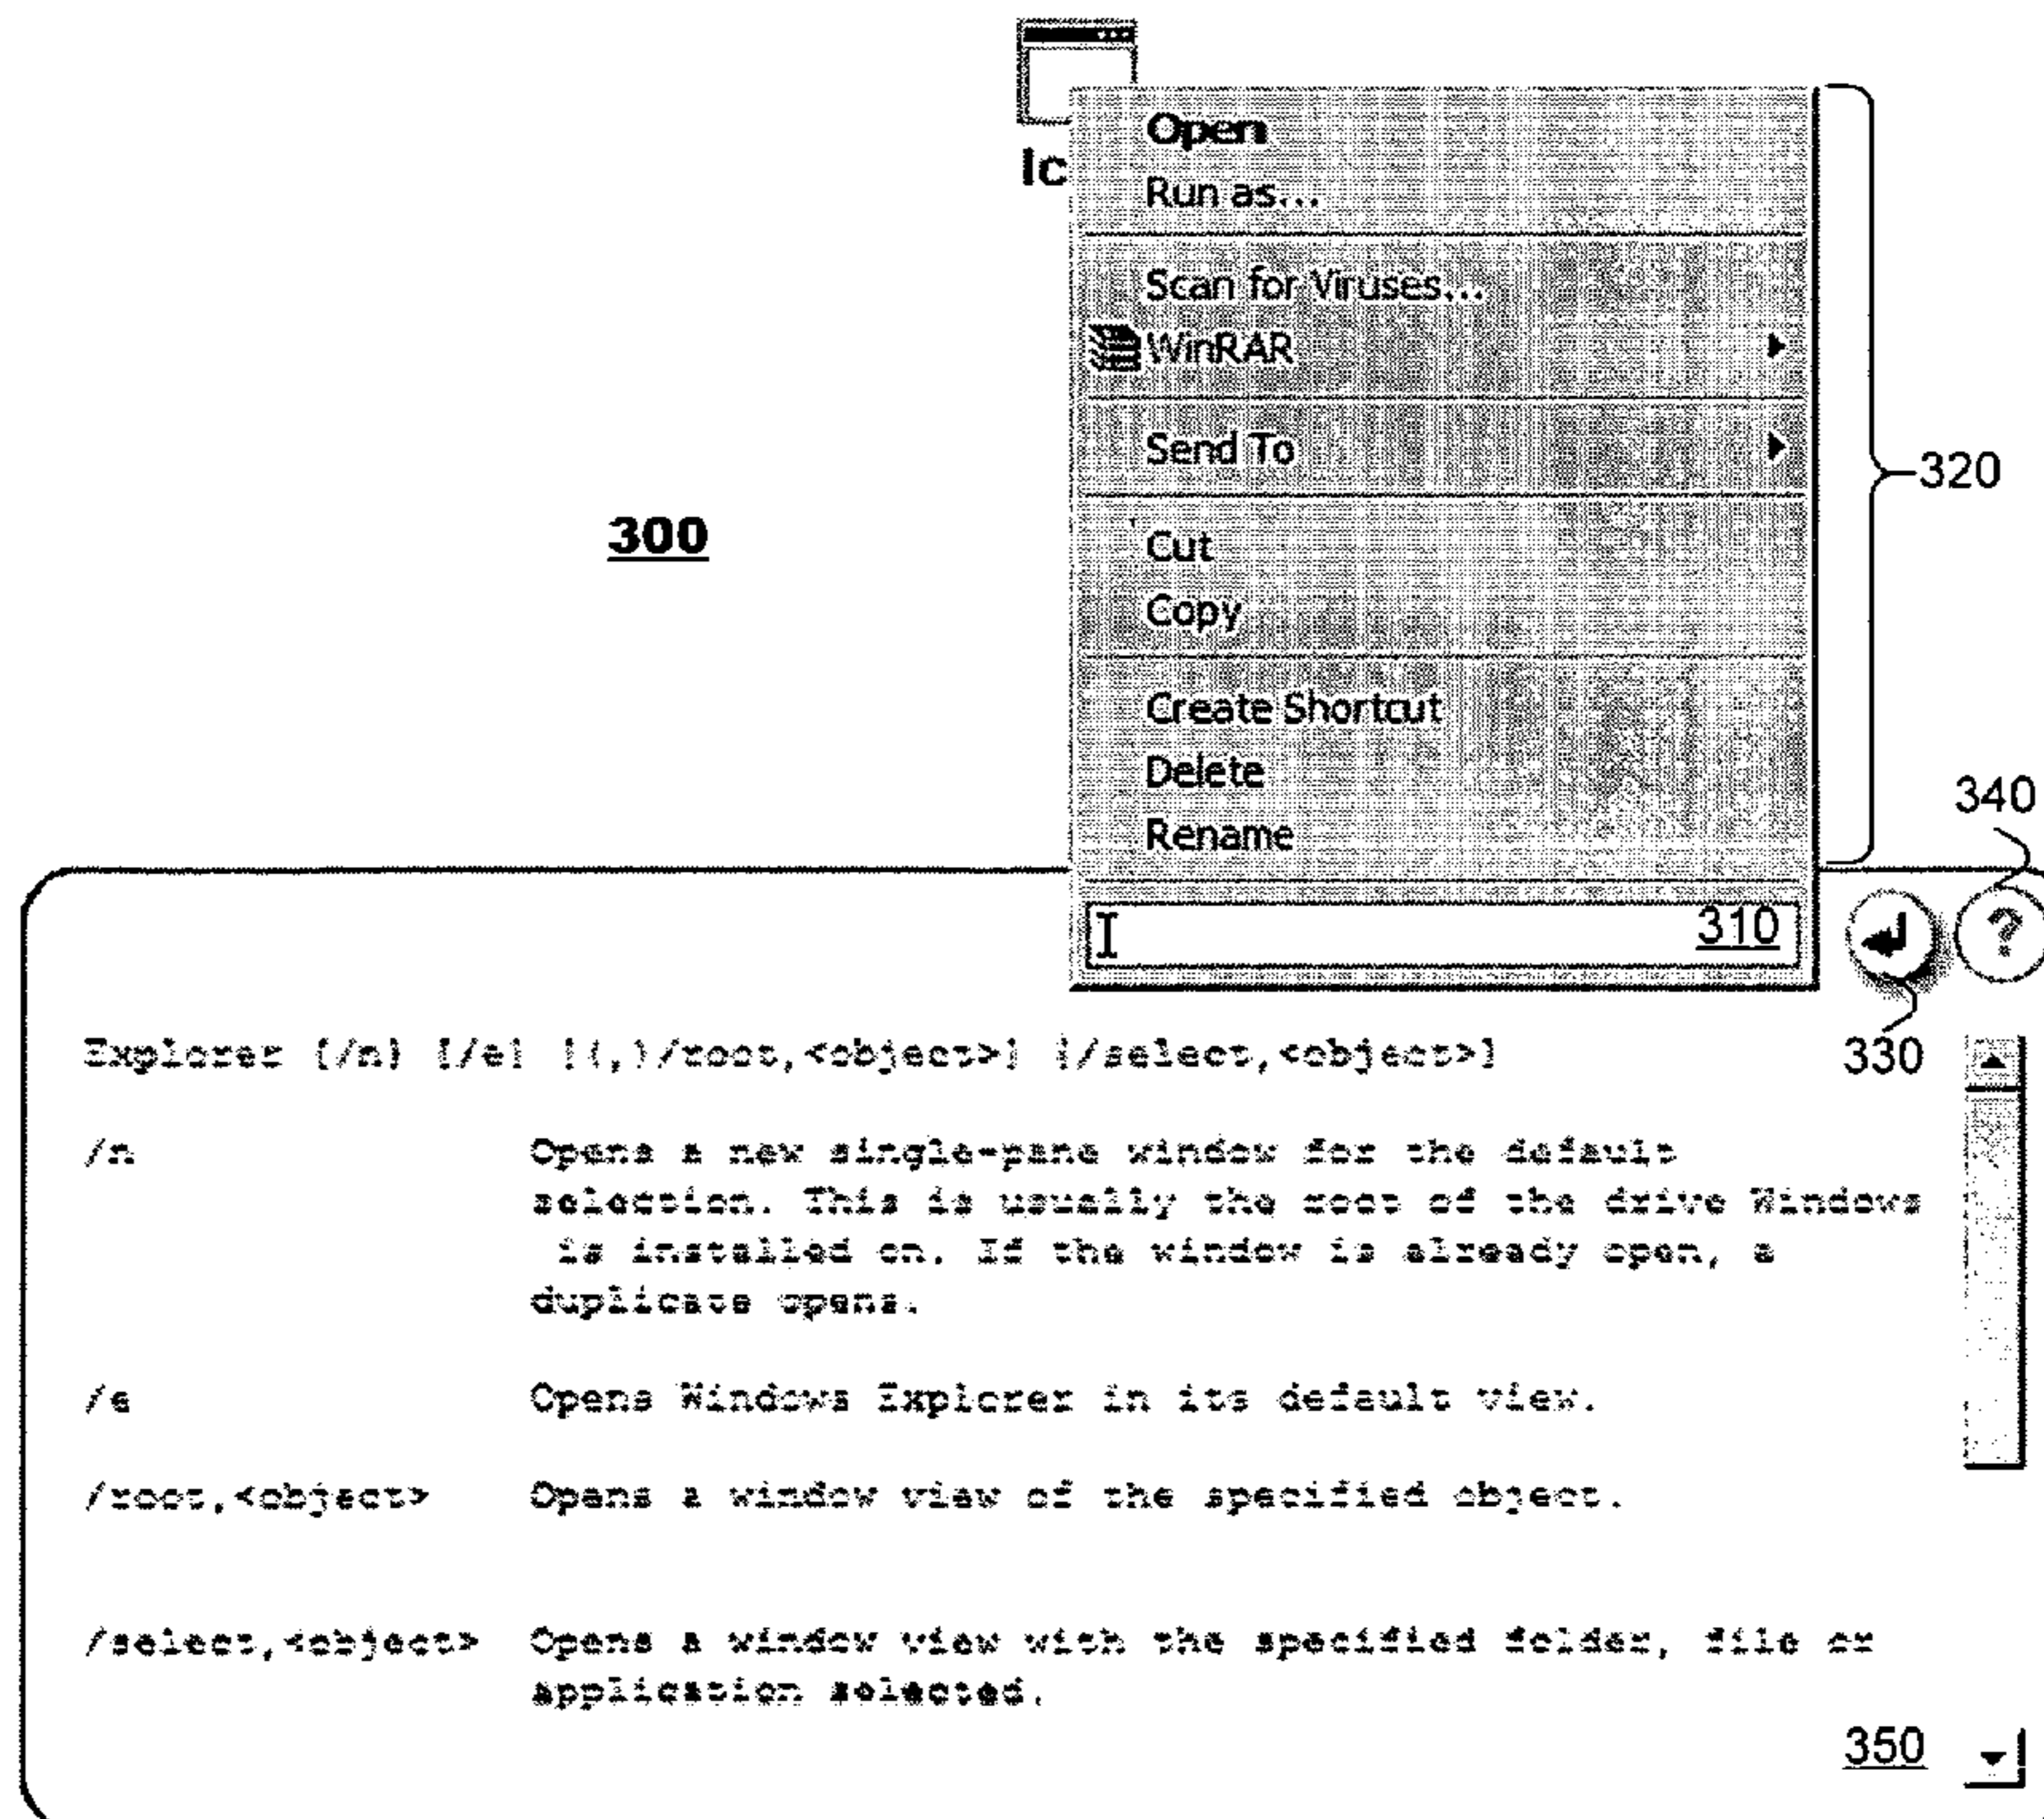 Ic
Open
Run as...
Scan for Viruses...
WinRAR
Send To
320
300
Cut
Copy
Create Shortcut
Delete
Rename
340
310
?
330
Explorer [/n] [/e] [(,)/root,<object>] [/select,<object>]
/n Opens a new single-pane window for the default
selection. This is usually the root of the drive Windows
is installed on. If the window is already open, a
duplicate opens.
/e Opens Windows Explorer in its default view.
/root,<object> Opens a window view of the specified object.
/select,<object> Opens a window view with the specified folder, file or
application selected.
350